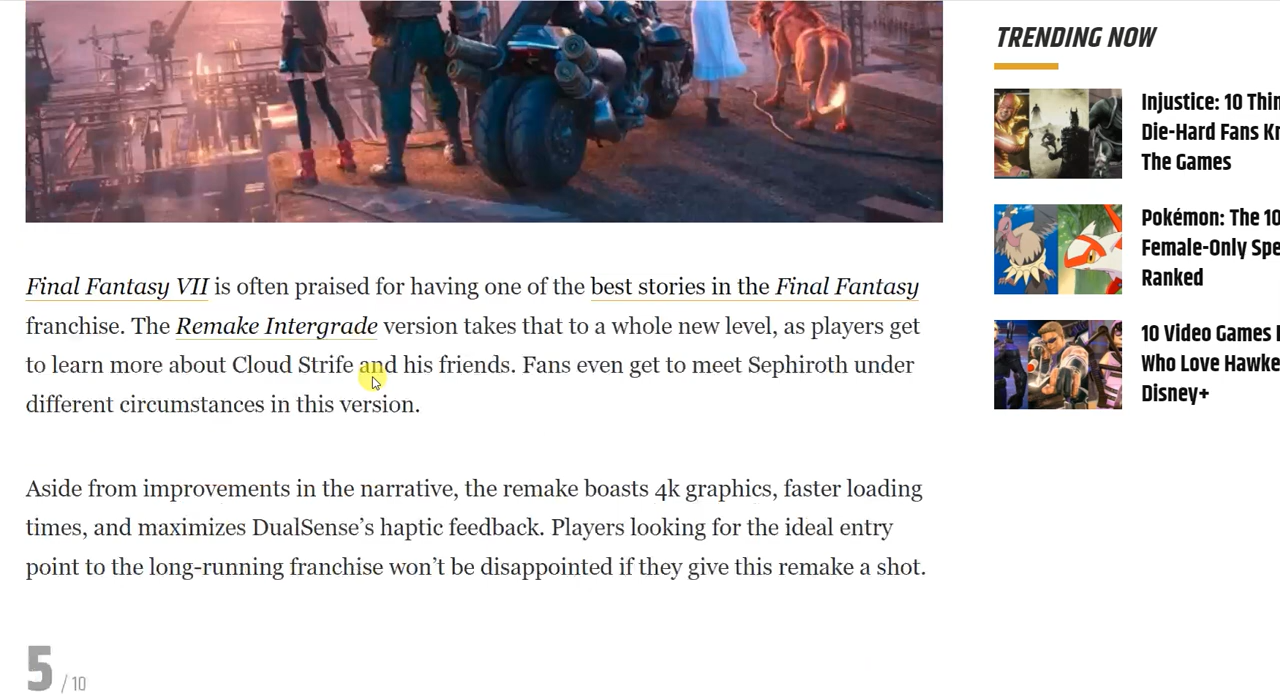 TRENDING NOW
Injustice: 10 Thin
Die-Hard Fans Kn
The Games
Pokémon: The 10
Female-Only Spe
Ranked
10 Video Games
Who Love Hawke
Disney+
Final Fantasy VII is often praised for having one of the best stories in the Final Fantasy
franchise. The Remake Intergrade version takes that to a whole new level, as players get
to learn more about Cloud Strife and his friends. Fans even get to meet Sephiroth under
different circumstances in this version.
Aside from improvements in the narrative, the remake boasts 4k graphics, faster loading
times, and maximizes DualSense’s haptic feedback. Players looking for the ideal entry
point to the long-running franchise won’t be disappointed if they give this remake a shot.
5 / 10